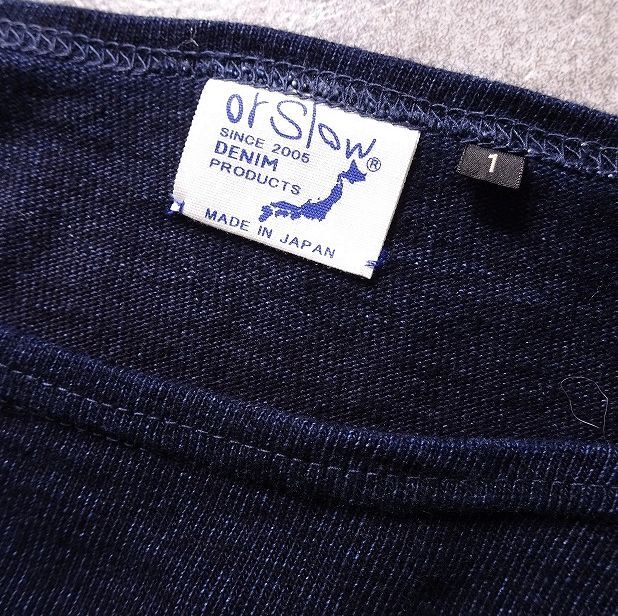 orslow®
SINCE 2005
DENIM
PRODUCTS
MADE IN JAPAN
1